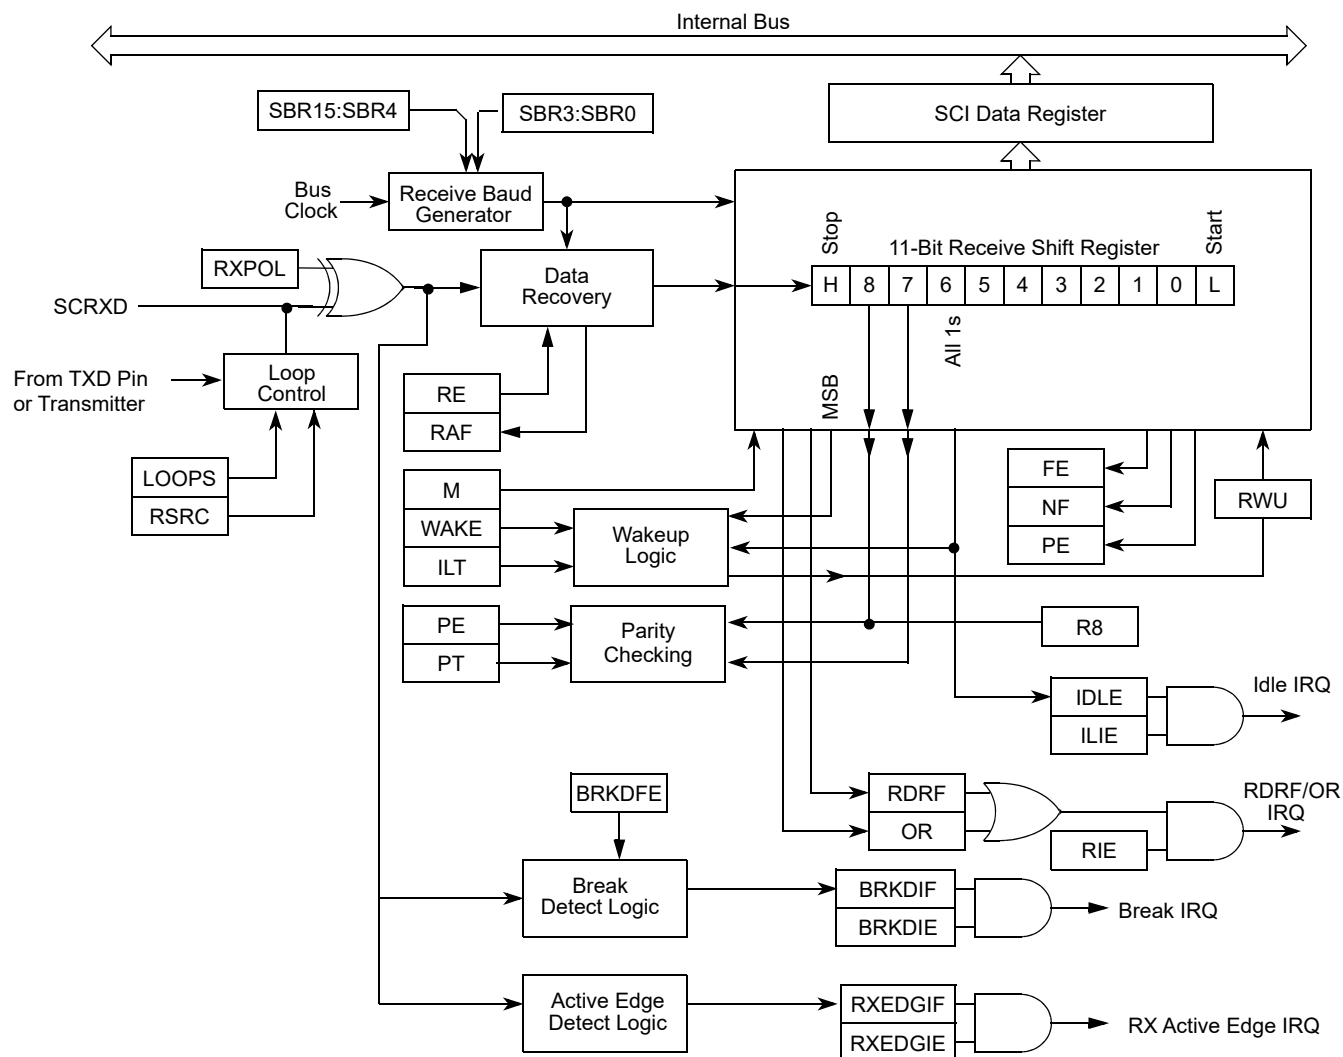 Internal Bus
SBR15:SBR4
SBR3:SBR0
SCI Data Register
Bus
Clock
Receive Baud
Generator
Stop
11-Bit Receive Shift Register
Start
RXPOL
Data
Recovery
H 8 7 6 5 4 3 2 1 0 L
SCRXD
All 1s
From TXD Pin
or Transmitter
Loop
Control
MSB
RE
RAF
LOOPS
RSRC
M
WAKE
ILT
Wakeup
Logic
FE
NF
PE
RWU
PE
PT
Parity
Checking
R8
IDLE
ILIE
Idle IRQ
BRKDFE
RDRF
OR
RIE
RDRF/OR
IRQ
Break
Detect Logic
BRKDIF
BRKDIE
Break IRQ
Active Edge
Detect Logic
RXEDGIF
RXEDGIE
RX Active Edge IRQ